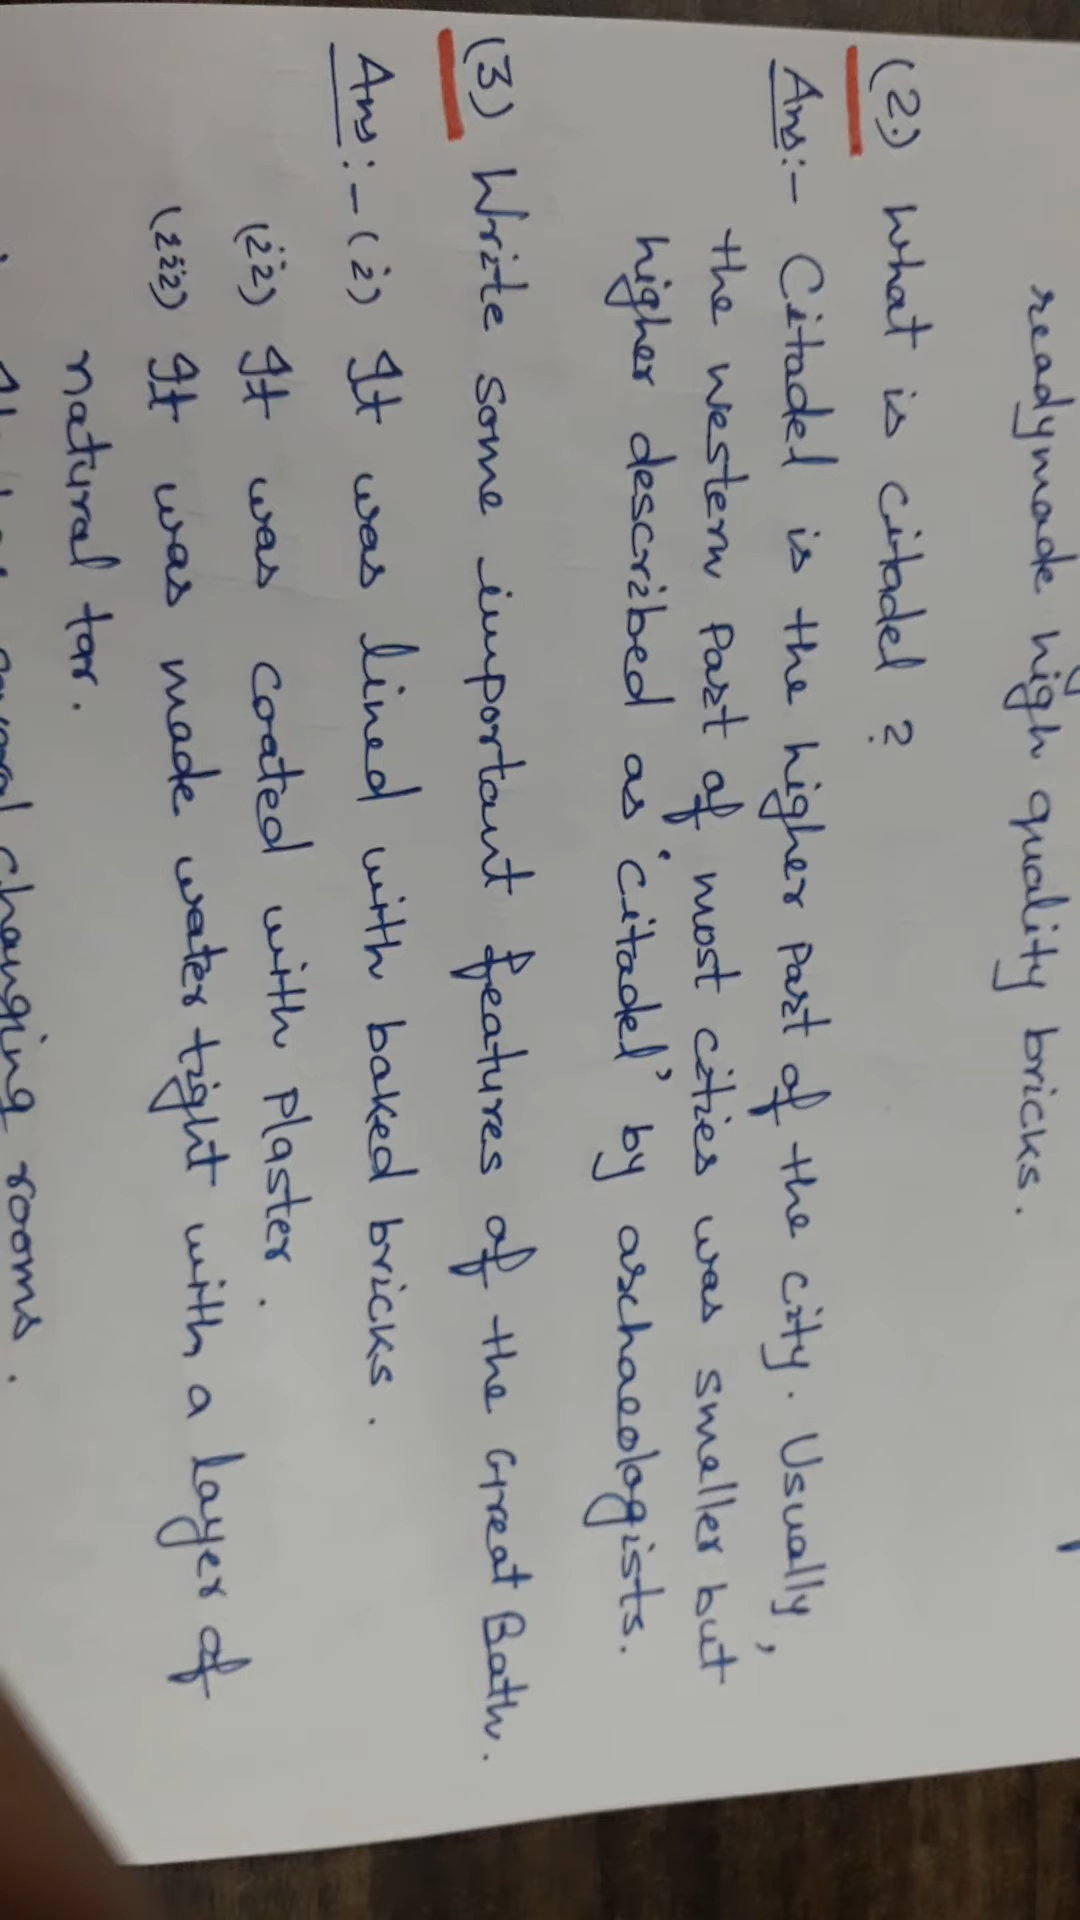 readymade high quality bricks.
(2.) What is citadel ?
Ans:- Citadel is the higher part of the city. Usually,
the western part of most cities was smaller but
higher described as 'citadel' by archaeologists.
(3) Write some important features of the Great Bath.
Ans:- (i) It was lined with baked bricks.
(ii) It was coated with plaster.
(iii) It was made water tight with a layer of
natural tar.
changing rooms.